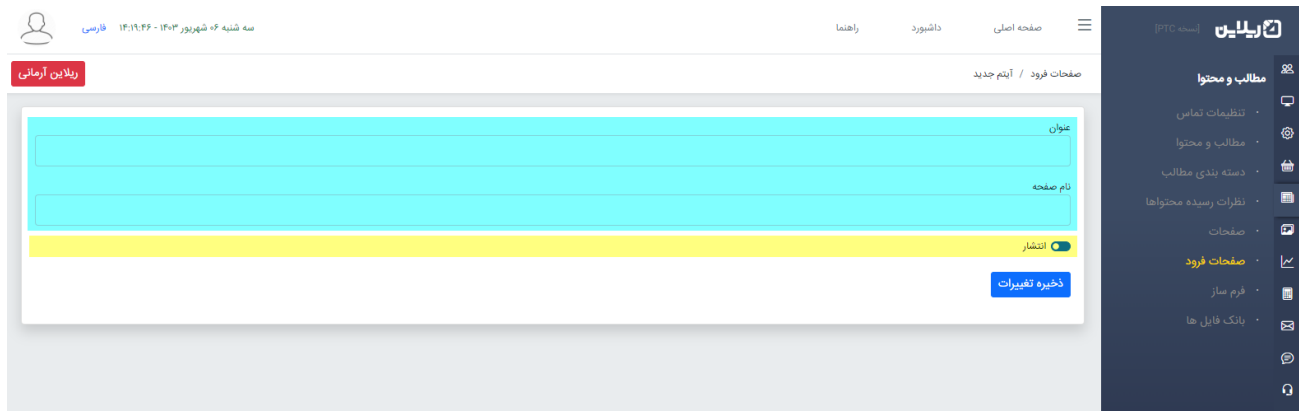 ریلاین [نسخه PTC]
صفحه اصلی داشبورد راهنما
سه شنبه ۰۶ شهریور ۱۴۰۳ - ۱۴:۱۹:۴۶ فارسی
صفحات فرود / آیتم جدید
ریلاین آرمانی
مطالب و محتوا
تنظیمات تماس
مطالب و محتوا
دسته بندی مطالب
نظرات رسیده محتواها
صفحات
صفحات فرود
فرم ساز
بانک فایل ها
عنوان
نام صفحه
انتشار
ذخیره تغییرات